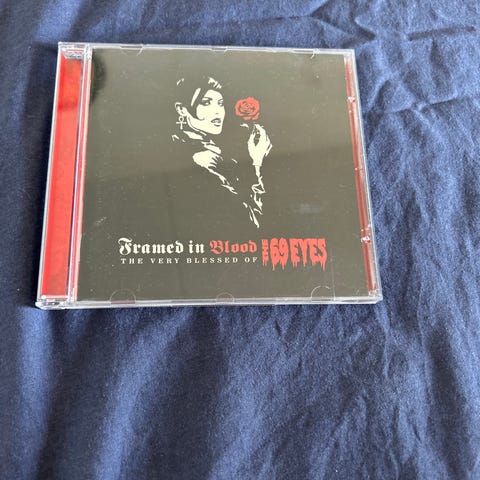 Framed in Blood
THE VERY BLESSED OF THE 69 EYES